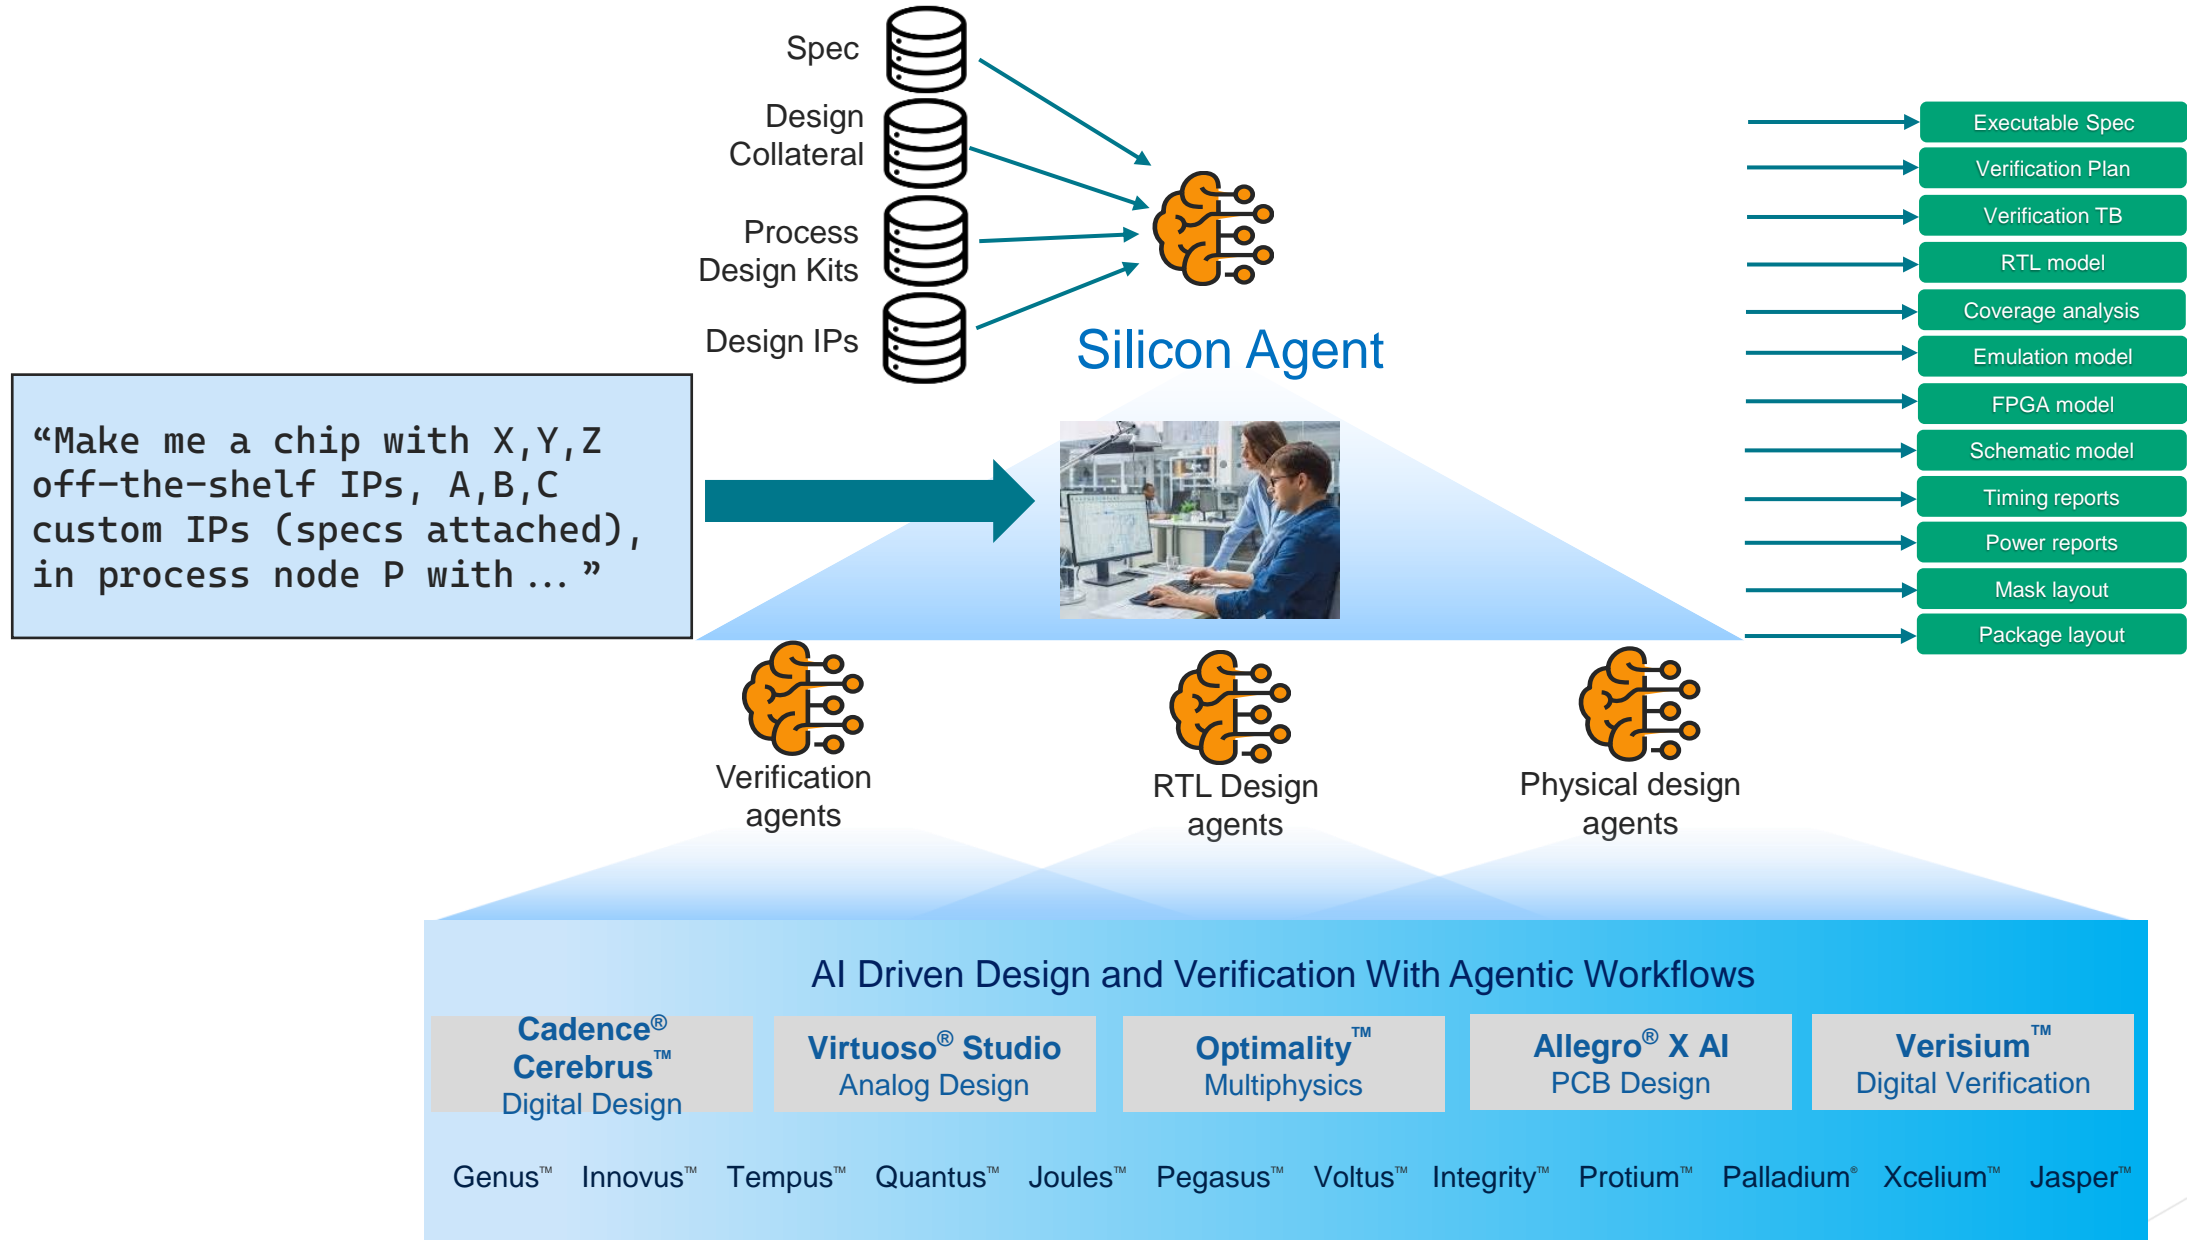 Spec
Design
Collateral
Process
Design Kits
Design IPs
Silicon Agent
“Make me a chip with X,Y,Z
off-the-shelf IPs, A,B,C
custom IPs (specs attached),
in process node P with ... ”
Executable Spec
Verification Plan
Verification TB
RTL model
Coverage analysis
Emulation model
FPGA model
Schematic model
Timing reports
Power reports
Mask layout
Package layout
Verification
agents
RTL Design
agents
Physical design
agents
AI Driven Design and Verification With Agentic Workflows
Cadence®
Cerebrus™
Digital Design
Virtuoso® Studio
Analog Design
Optimality™
Multiphysics
Allegro® X AI
PCB Design
Verisium™
Digital Verification
Genus™ Innovus™ Tempus™ Quantus™ Joules™ Pegasus™ Voltus™ Integrity™ Protium™ Palladium® Xcelium™ Jasper™